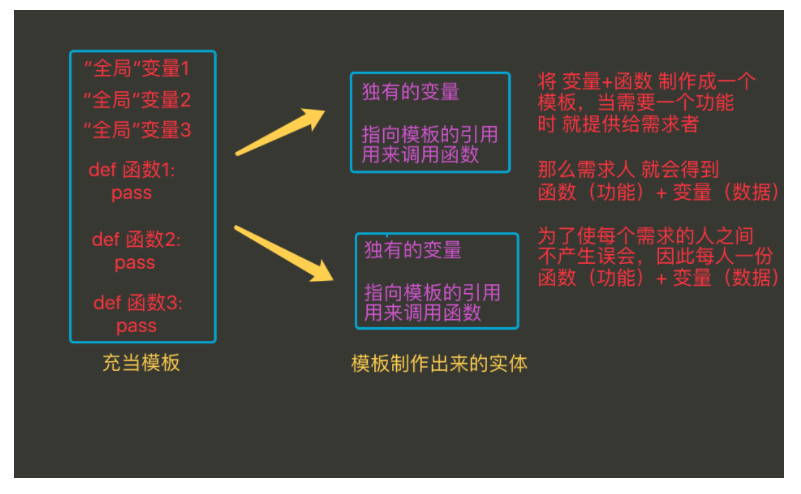 “全局“变量1
“全局“变量2
“全局“变量3
def 函数1:
pass
def 函数2:
pass
def 函数3:
pass
充当模板
独有的变量
指向模板的引用
用来调用函数
独有的变量
指向模板的引用
用来调用函数
模板制作出来的实体
将 变量+函数 制作成一个
模板，当需要一个功能
时 就提供给需求者
那么需求人 就会得到
函数（功能）+ 变量（数据）
为了使每个需求的人之间
不产生误会，因此每人一份
函数（功能）+ 变量（数据）